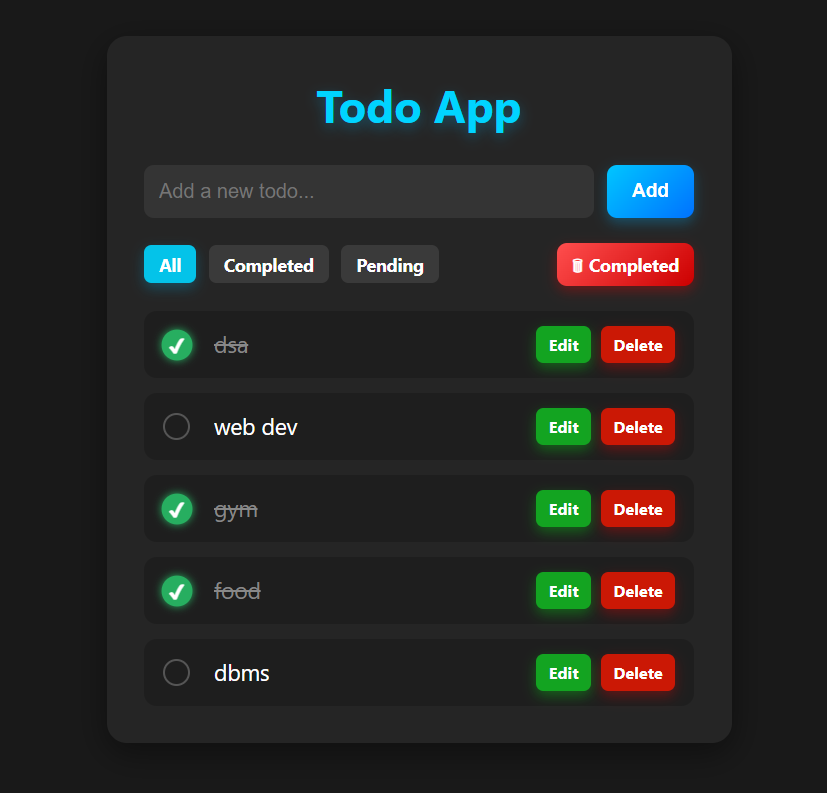 Todo App
Add a new todo...
Add
All
Completed
Pending
🗑 Completed
dsa
Edit
Delete
web dev
Edit
Delete
gym
Edit
Delete
food
Edit
Delete
dbms
Edit
Delete